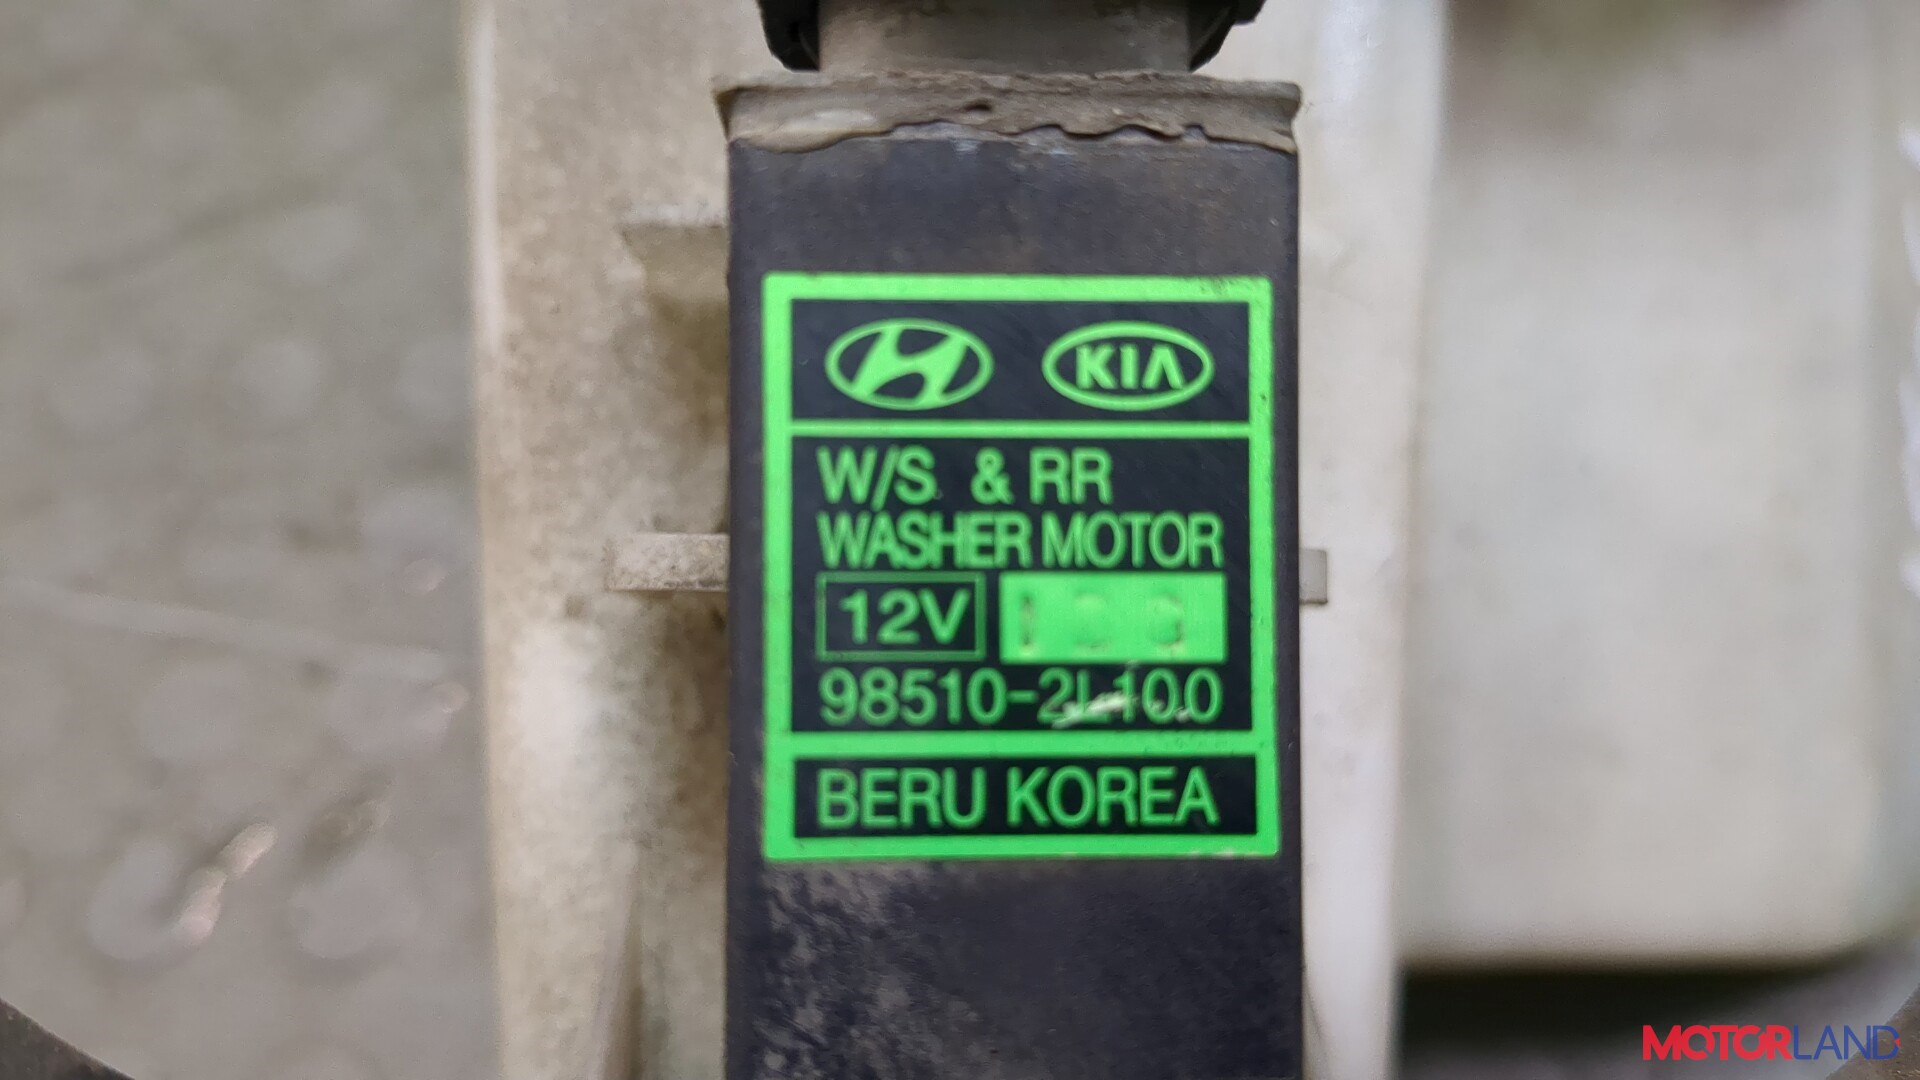 KIA
W/S & RR
WASHER MOTOR
12V
98510-2L100
BERU KOREA
MOTORLAND